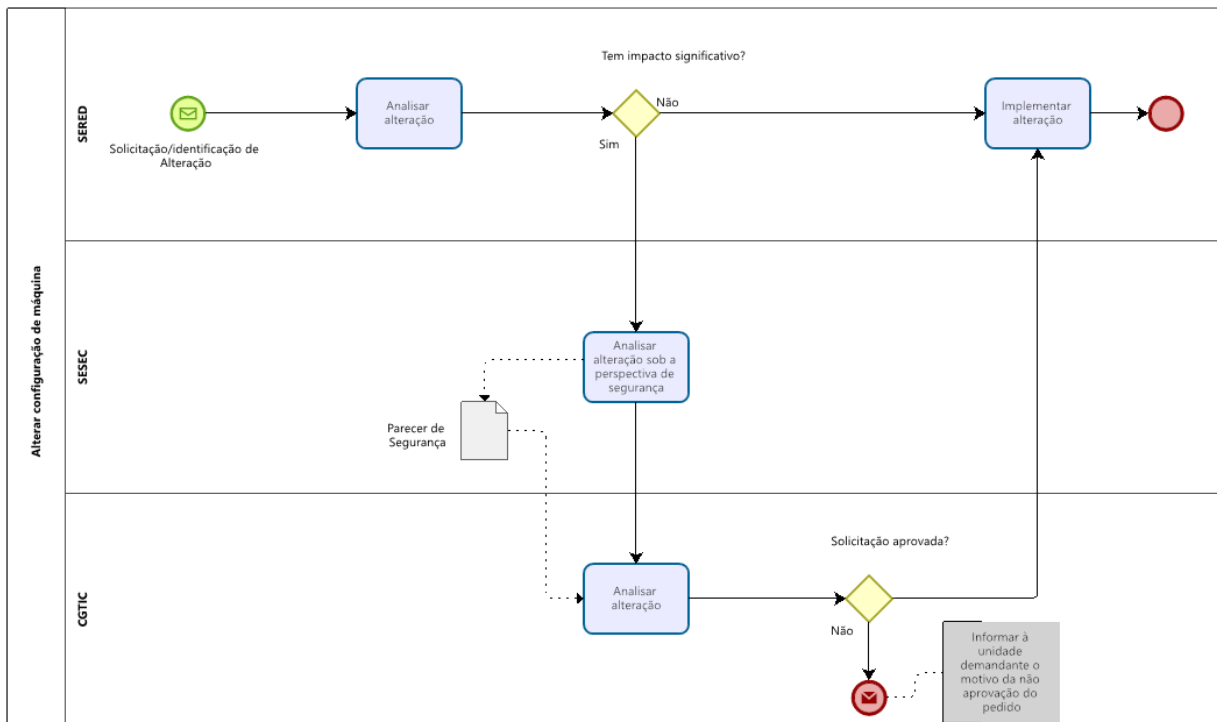 Alterar configuração de máquina
SERED
Solicitação/identificação de
Alteração
Analisar
alteração
Tem impacto significativo?
Não
Sim
Implementar
alteração
SESEC
Analisar
alteração sob a
perspectiva de
segurança
Parecer de
Segurança
CGTIC
Analisar
alteração
Solicitação aprovada?
Não
Informar à
unidade
demandante o
motivo da não
aprovação do
pedido